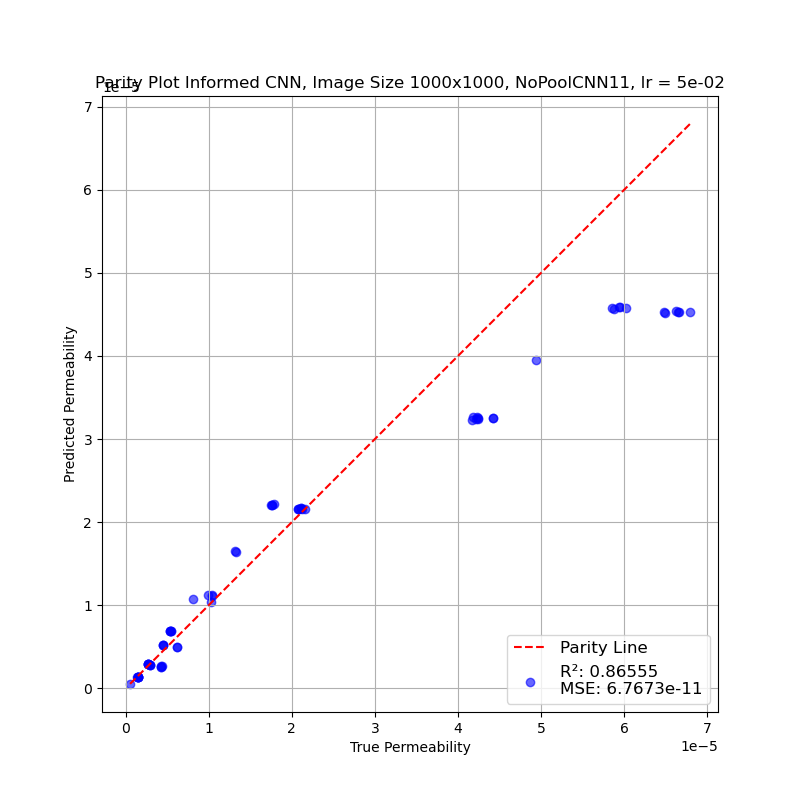 Parity Plot Informed CNN, Image Size 1000x1000, NoPoolCNN11, lr = 5e-02
1e−5
7
6
5
4
3
2
1
0
Predicted Permeability
Parity Line
R²: 0.86555
MSE: 6.7673e-11
0 1 2 3 4 5 6 7
1e−5
True Permeability